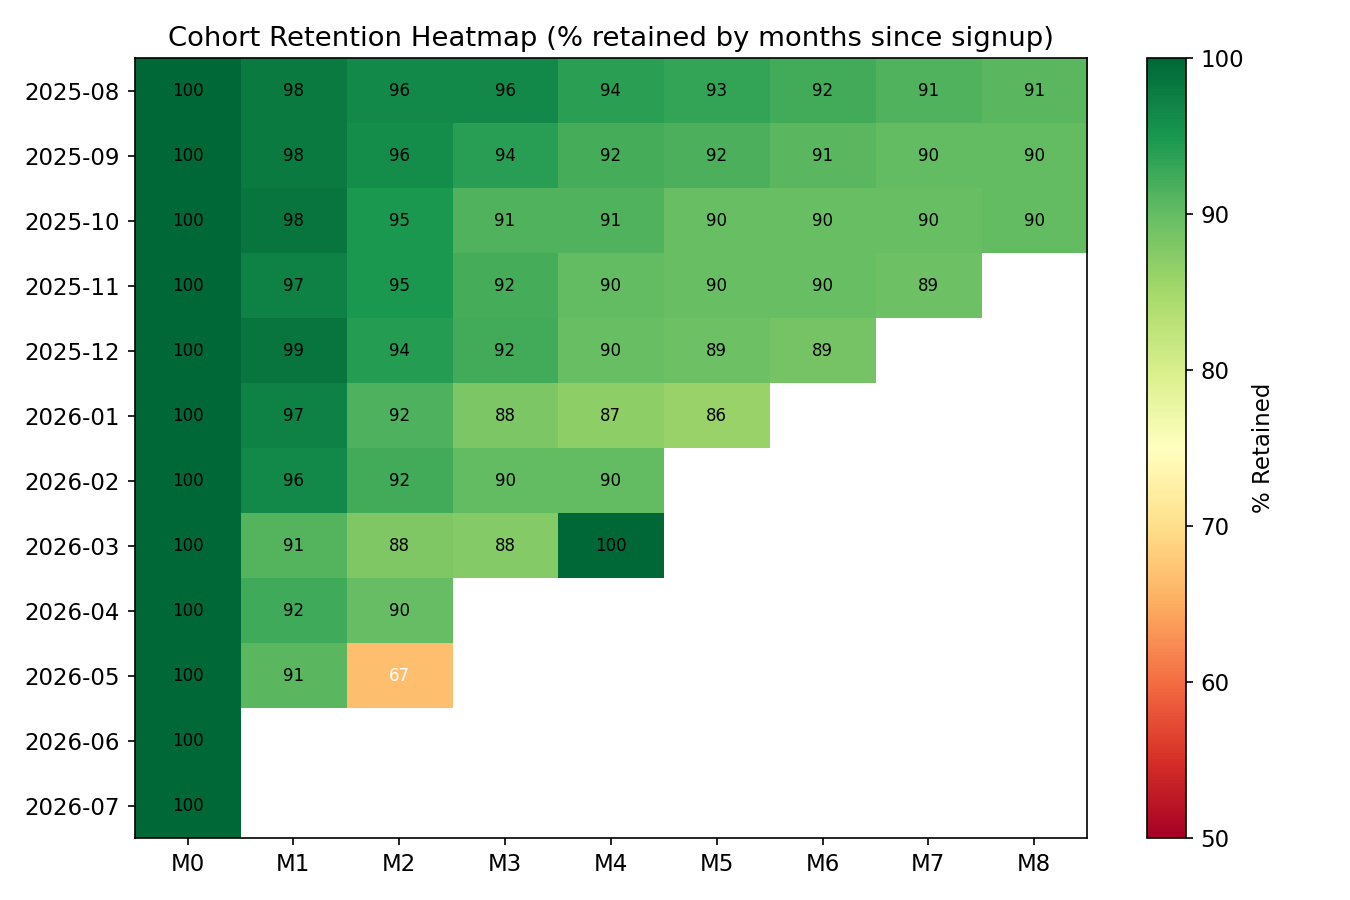 Cohort Retention Heatmap (% retained by months since signup)
2025-08 100 98 96 96 94 93 92 91 91
2025-09 100 98 96 94 92 92 91 90 90
2025-10 100 98 95 91 91 90 90 90 90
2025-11 100 97 95 92 90 90 90 89
2025-12 100 99 94 92 90 89 89
2026-01 100 97 92 88 87 86
2026-02 100 96 92 90 90
2026-03 100 91 88 88 100
2026-04 100 92 90
2026-05 100 91 67
2026-06 100
2026-07 100
M0 M1 M2 M3 M4 M5 M6 M7 M8
100
90
80
70
60
50
% Retained